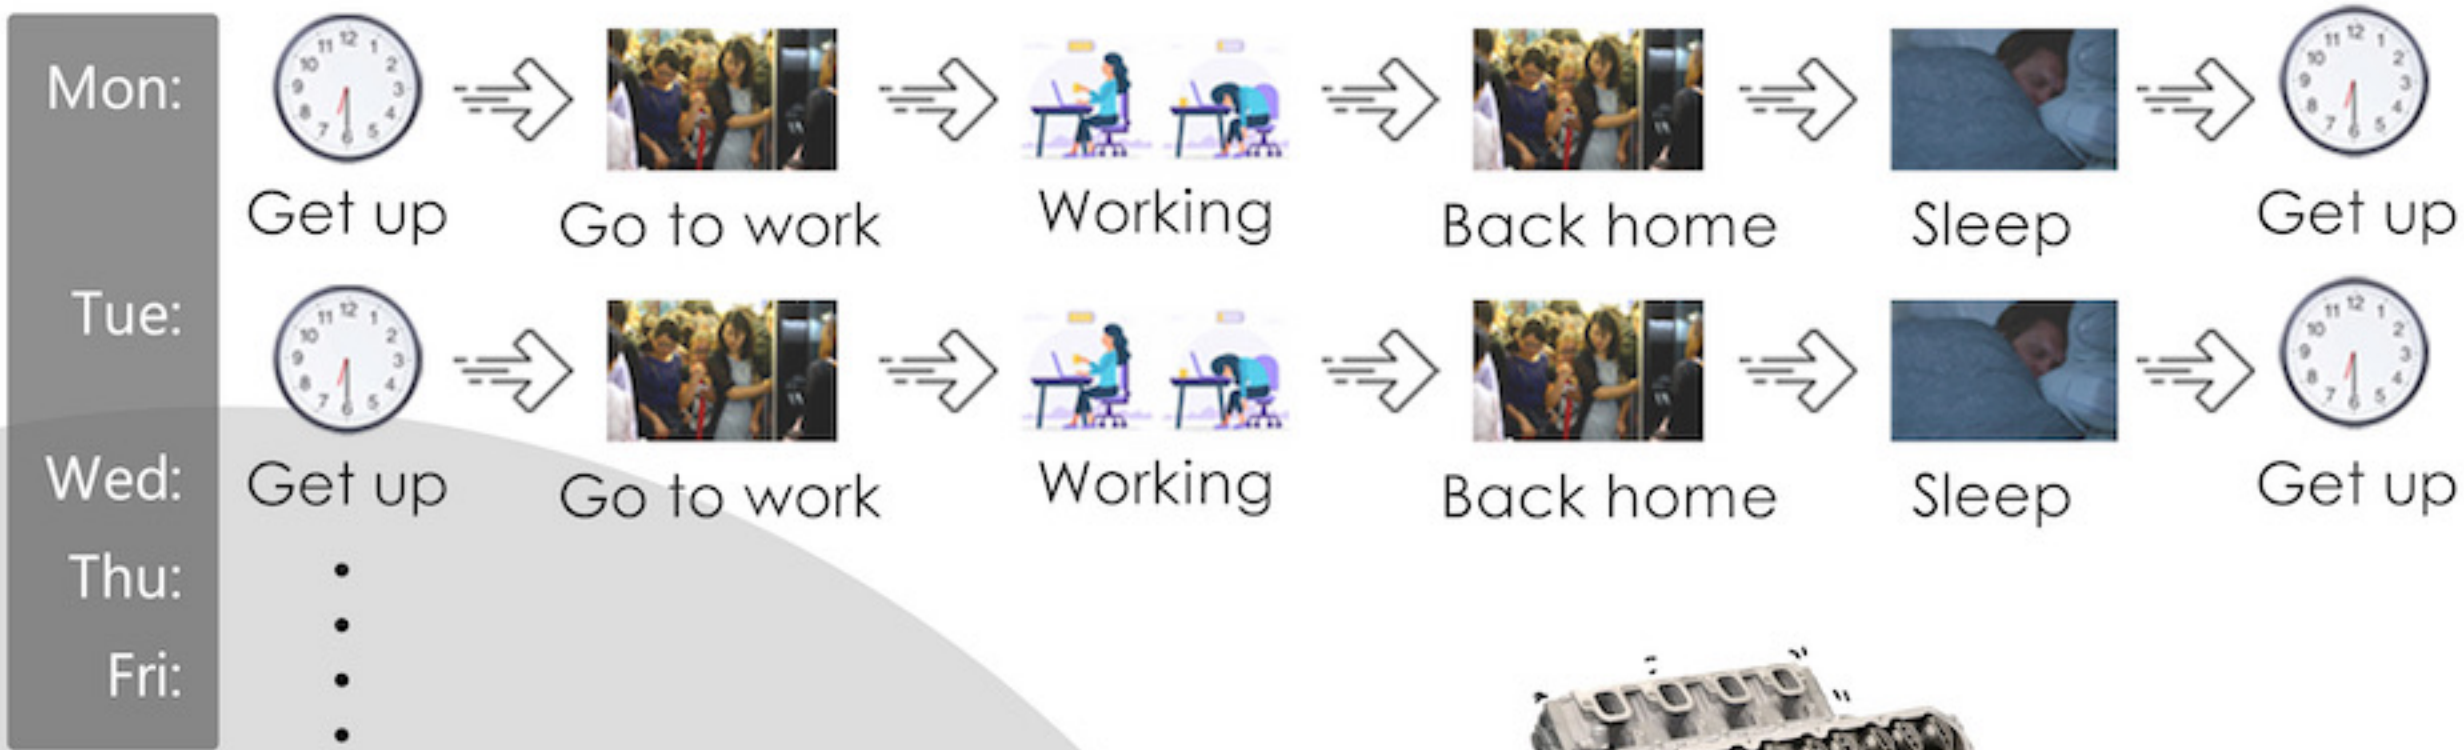 Mon:
Get up
Go to work
Working
Back home
Sleep
Get up
Tue:
Get up
Go to work
Working
Back home
Sleep
Get up
Wed:
Thu:
Fri: